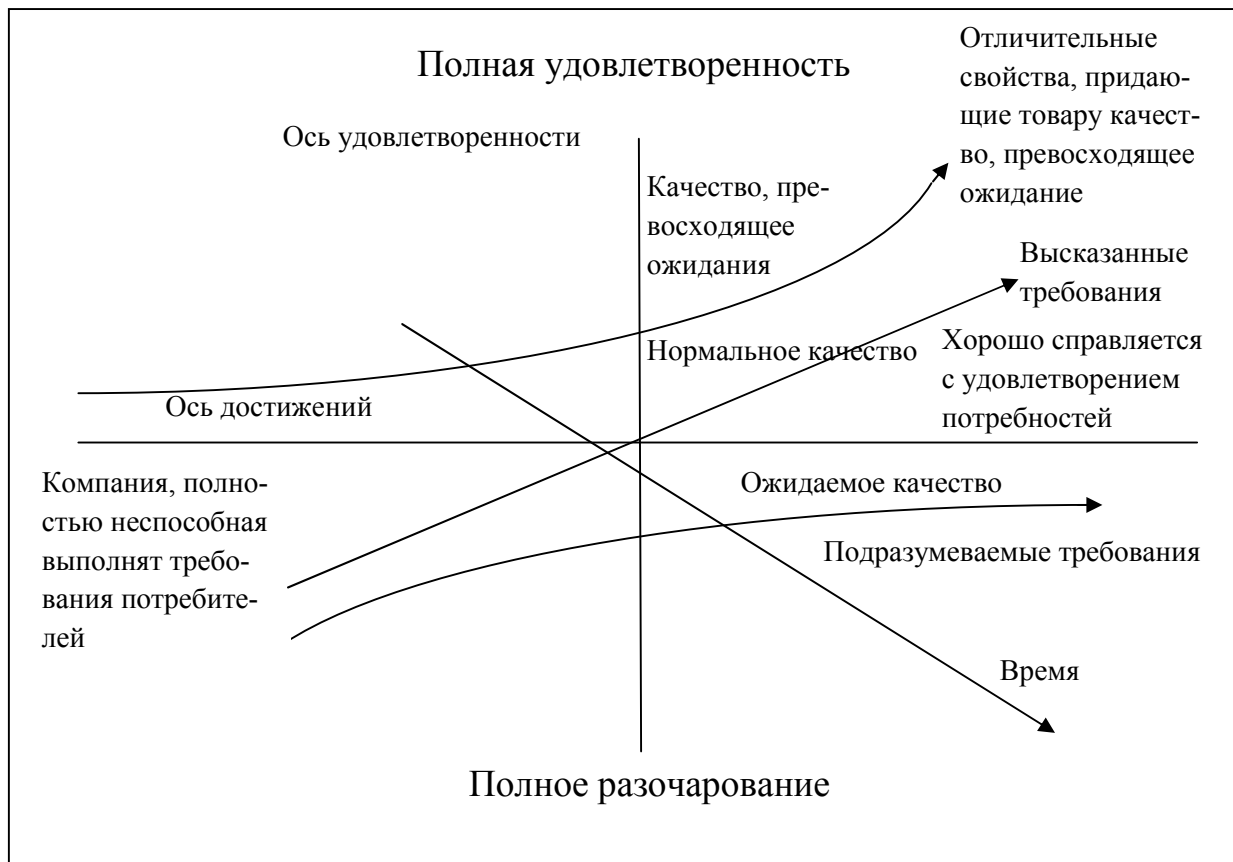 Полная удовлетворенность
Отличительные
свойства, придаю-
щие товару качест-
во, превосходящее
ожидание
Ось удовлетворенности
Качество, пре-
восходящее
ожидания
Высказанные
требования
Нормальное качество
Хорошо справляется
с удовлетворением
потребностей
Ось достижений
Компания, полно-
стью неспособная
выполнят требо-
вания потребите-
лей
Ожидаемое качество
Подразумеваемые требования
Время
Полное разочарование